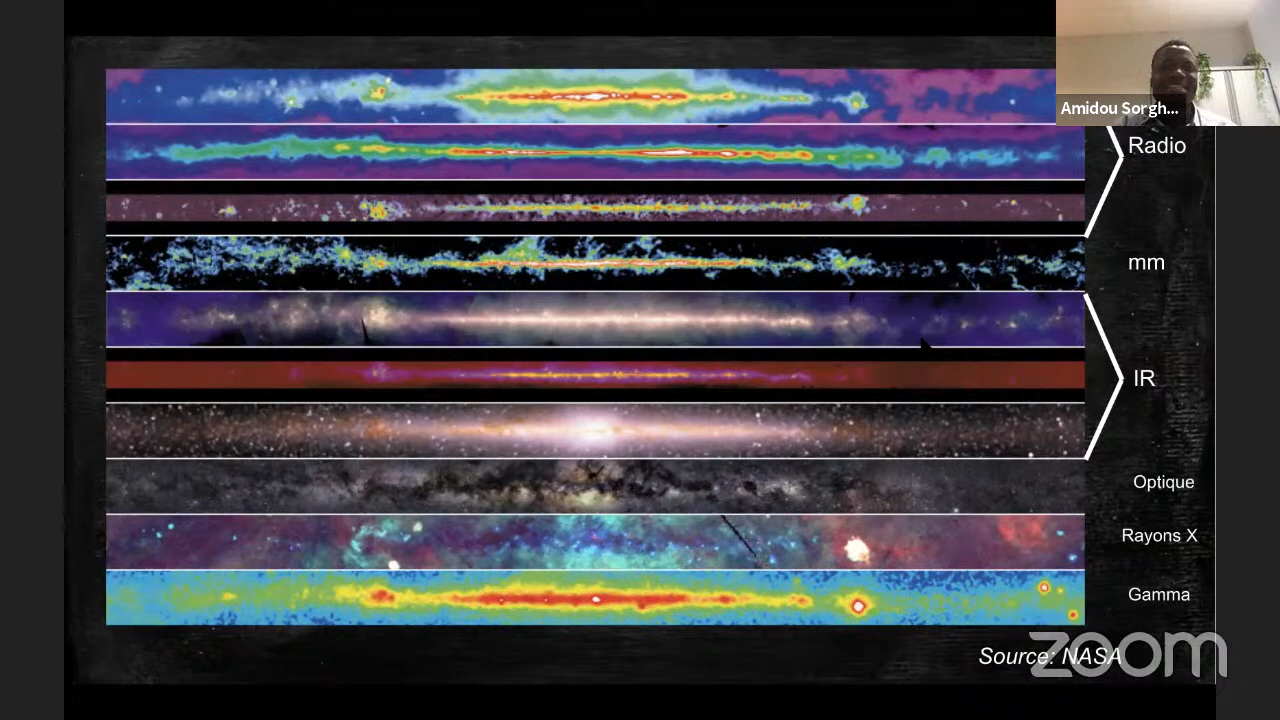 Amidou Sorgh...
Radio
mm
IR
Optique
Rayons X
Gamma
Source: NASA
zoom